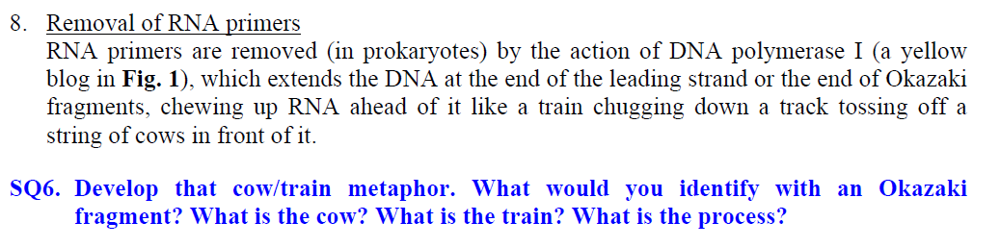 8. Removal of RNA primers
RNA primers are removed (in prokaryotes) by the action of DNA polymerase I (a yellow
blog in Fig. 1), which extends the DNA at the end of the leading strand or the end of Okazaki
fragments, chewing up RNA ahead of it like a train chugging down a track tossing off a
string of cows in front of it.
SQ6. Develop that cow/train metaphor. What would you identify with an Okazaki
fragment? What is the cow? What is the train? What is the process?